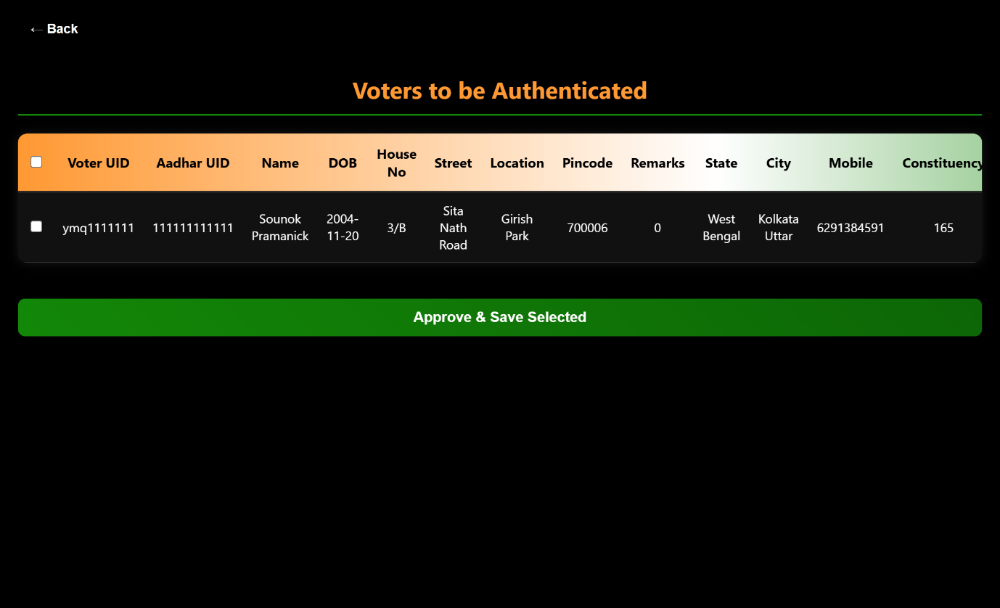 ← Back
Voters to be Authenticated
Voter UID Aadhar UID Name DOB House No Street Location Pincode Remarks State City Mobile Constituency
ymq1111111 111111111111 Sounok Pramanick 2004-11-20 3/B Sita Nath Road Girish Park 700006 0 West Bengal Kolkata Uttar 6291384591 165
Approve & Save Selected